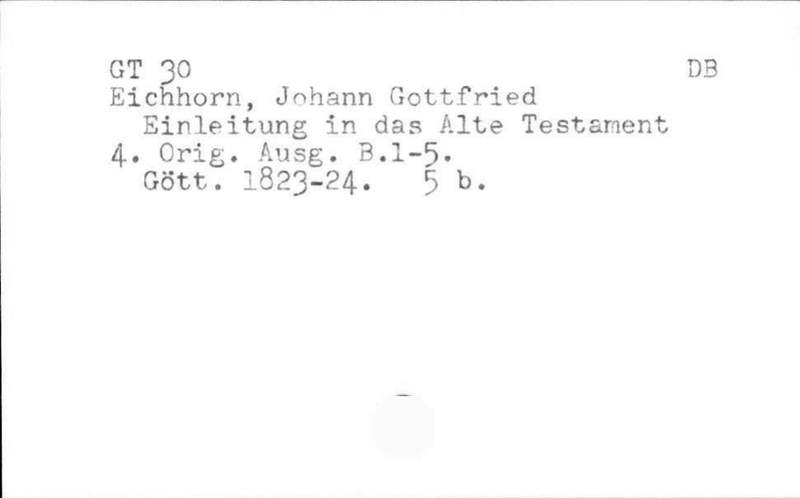 GT 30 DB
Eichhorn, Johann Gottfried
Einleitung in das Alte Testament
4. Orig. Ausg. B.1-5.
Gött. 1823-24. 5 b.